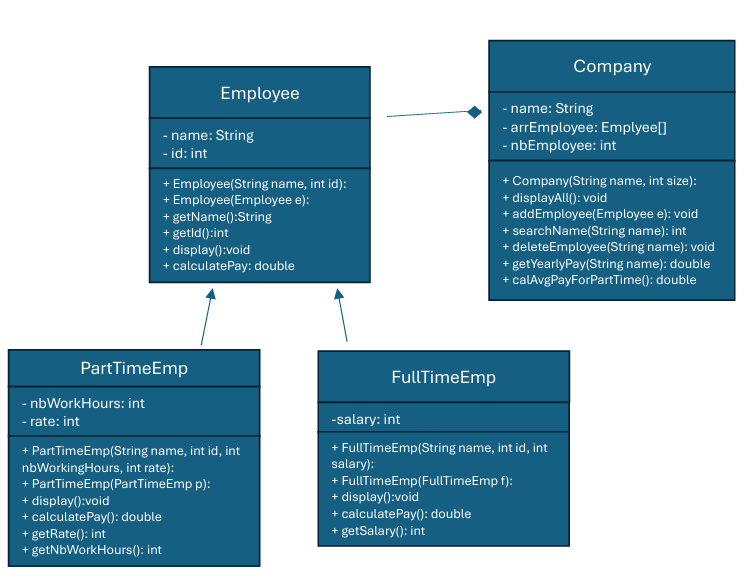 Employee
- name: String
- id: int
+ Employee(String name, int id):
+ Employee(Employee e):
+ getName():String
+ getId():int
+ display():void
+ calculatePay: double
Company
- name: String
- arrEmployee: Emplyee[]
- nbEmployee: int
+ Company(String name, int size):
+ displayAll(): void
+ addEmployee(Employee e): void
+ searchName(String name): int
+ deleteEmployee(String name): void
+ getYearlyPay(String name): double
+ calAvgPayForPartTime(): double
PartTimeEmp
- nbWorkHours: int
- rate: int
+ PartTimeEmp(String name, int id, int
nbWorkingHours, int rate):
+ PartTimeEmp(PartTimeEmp p):
+ display():void
+ calculatePay(): double
+ getRate(): int
+ getNbWorkHours(): int
FullTimeEmp
-salary: int
+ FullTimeEmp(String name, int id, int
salary):
+ FullTimeEmp(FullTimeEmp f):
+ display():void
+ calculatePay(): double
+ getSalary(): int